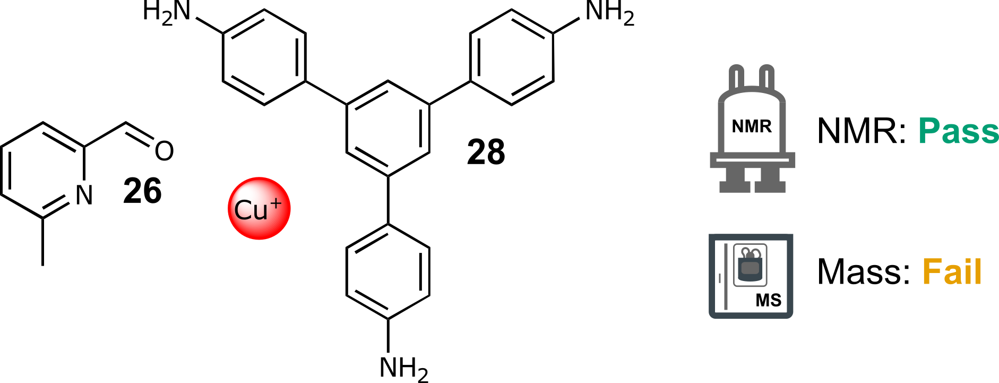 H₂N
NH₂
O
N
26
28
Cu⁺
NH₂
NMR
NMR: Pass
MS
Mass: Fail